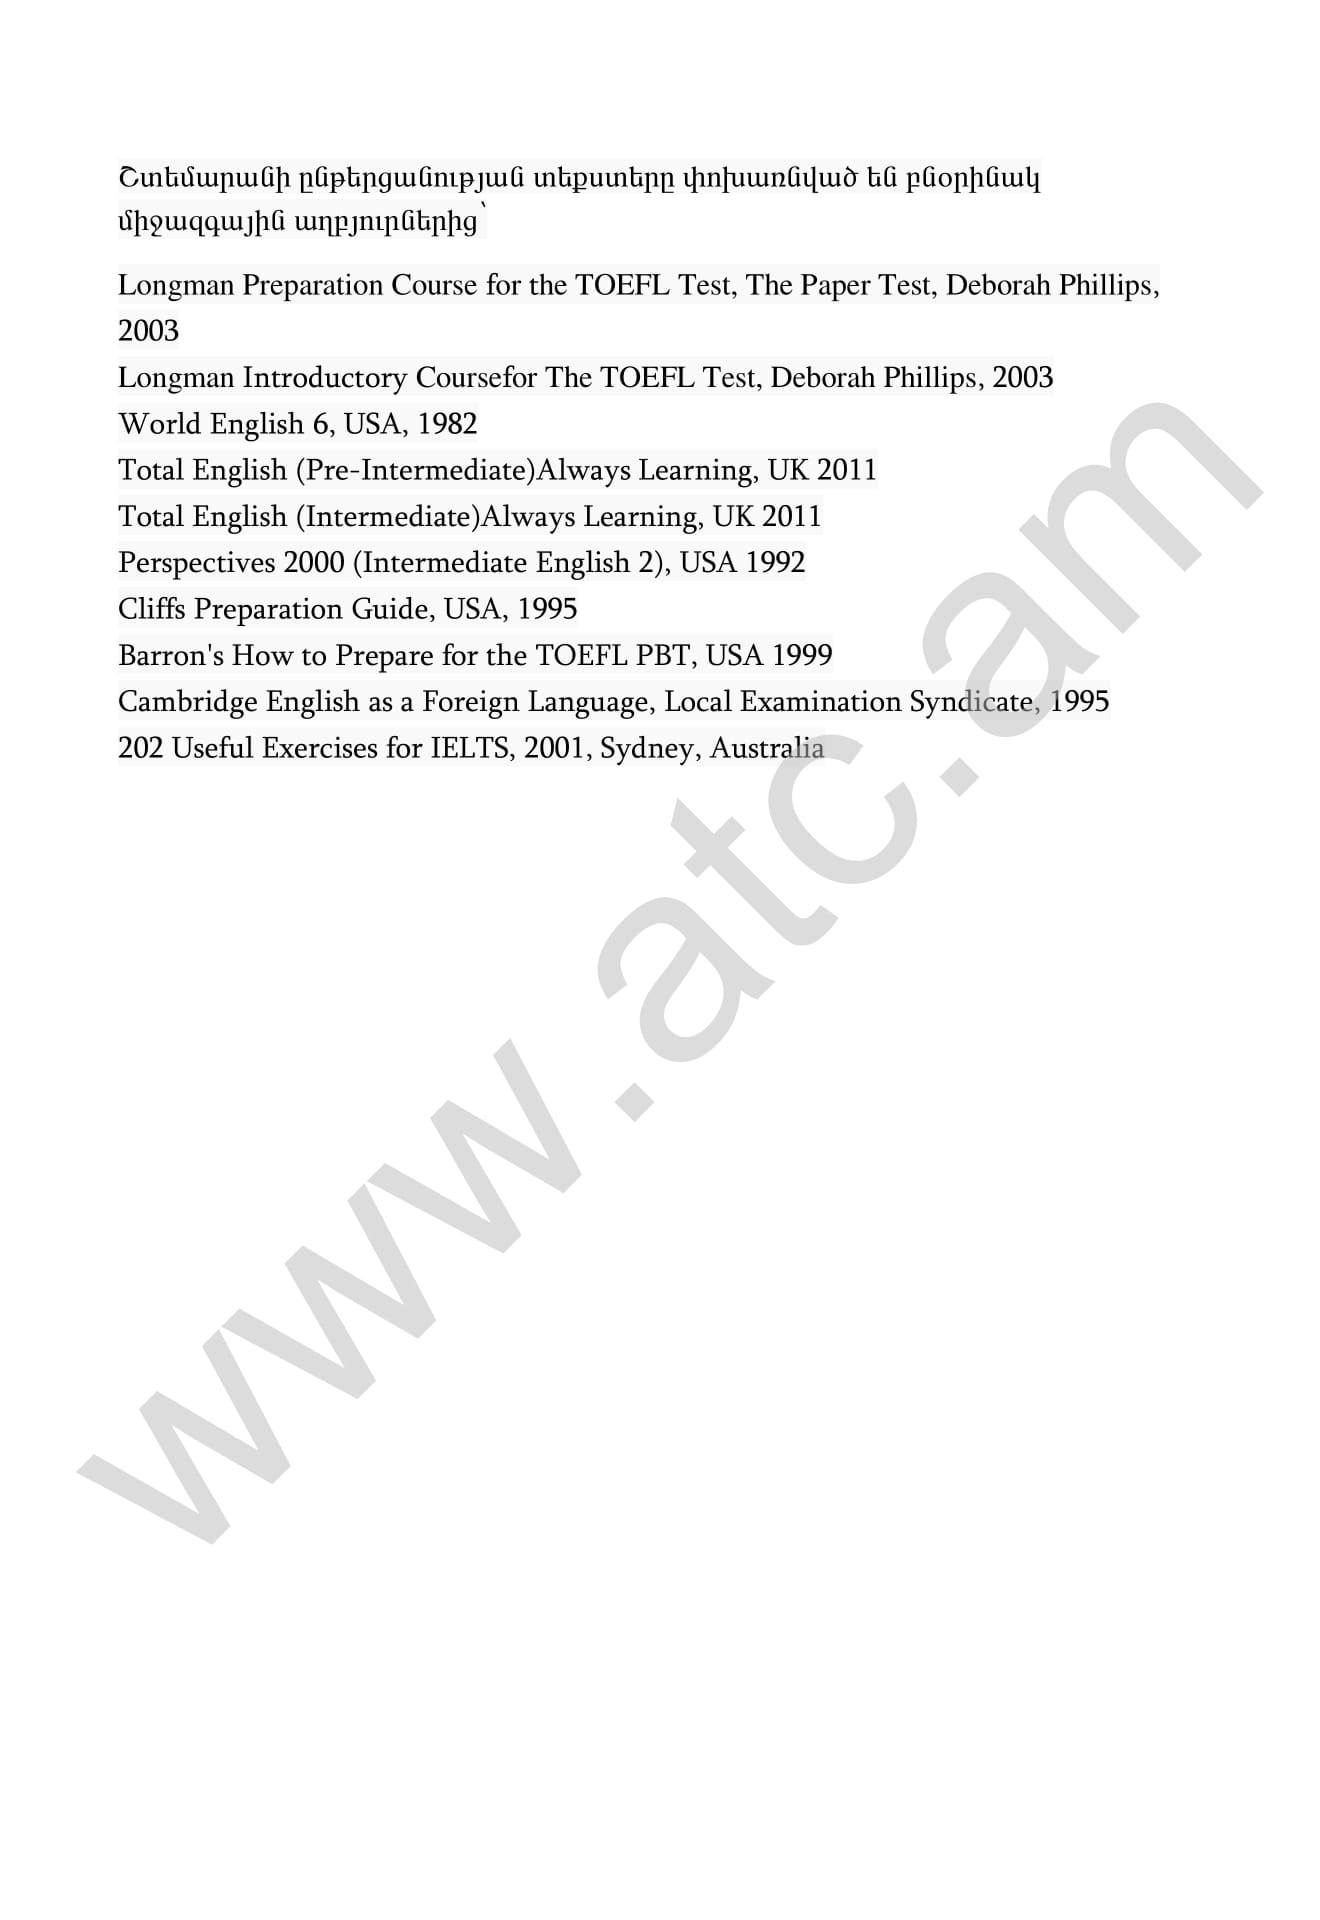 Շտեմարանի ընթերցանության տեքստերը փոխառնված են բնօրինակ
միջազգային աղբյուրներից՝
Longman Preparation Course for the TOEFL Test, The Paper Test, Deborah Phillips,
2003
Longman Introductory Coursefor The TOEFL Test, Deborah Phillips, 2003
World English 6, USA, 1982
Total English (Pre-Intermediate)Always Learning, UK 2011
Total English (Intermediate)Always Learning, UK 2011
Perspectives 2000 (Intermediate English 2), USA 1992
Cliffs Preparation Guide, USA, 1995
Barron's How to Prepare for the TOEFL PBT, USA 1999
Cambridge English as a Foreign Language, Local Examination Syndicate, 1995
202 Useful Exercises for IELTS, 2001, Sydney, Australia
www.atc.am